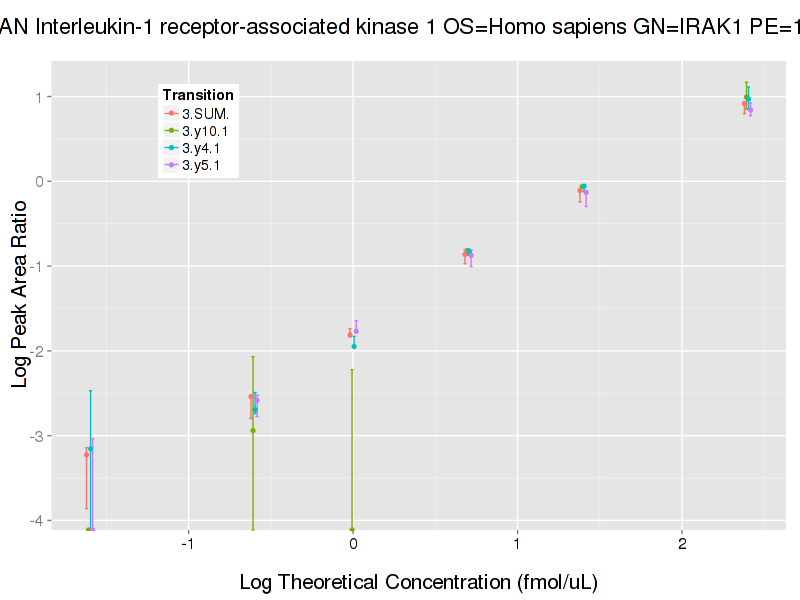 AN Interleukin-1 receptor-associated kinase 1 OS=Homo sapiens GN=IRAK1 PE=1
Transition
3.SUM.
3.y10.1
3.y4.1
3.y5.1
Log Peak Area Ratio
1
0
-1
-2
-3
-4
-1
0
1
2
Log Theoretical Concentration (fmol/uL)